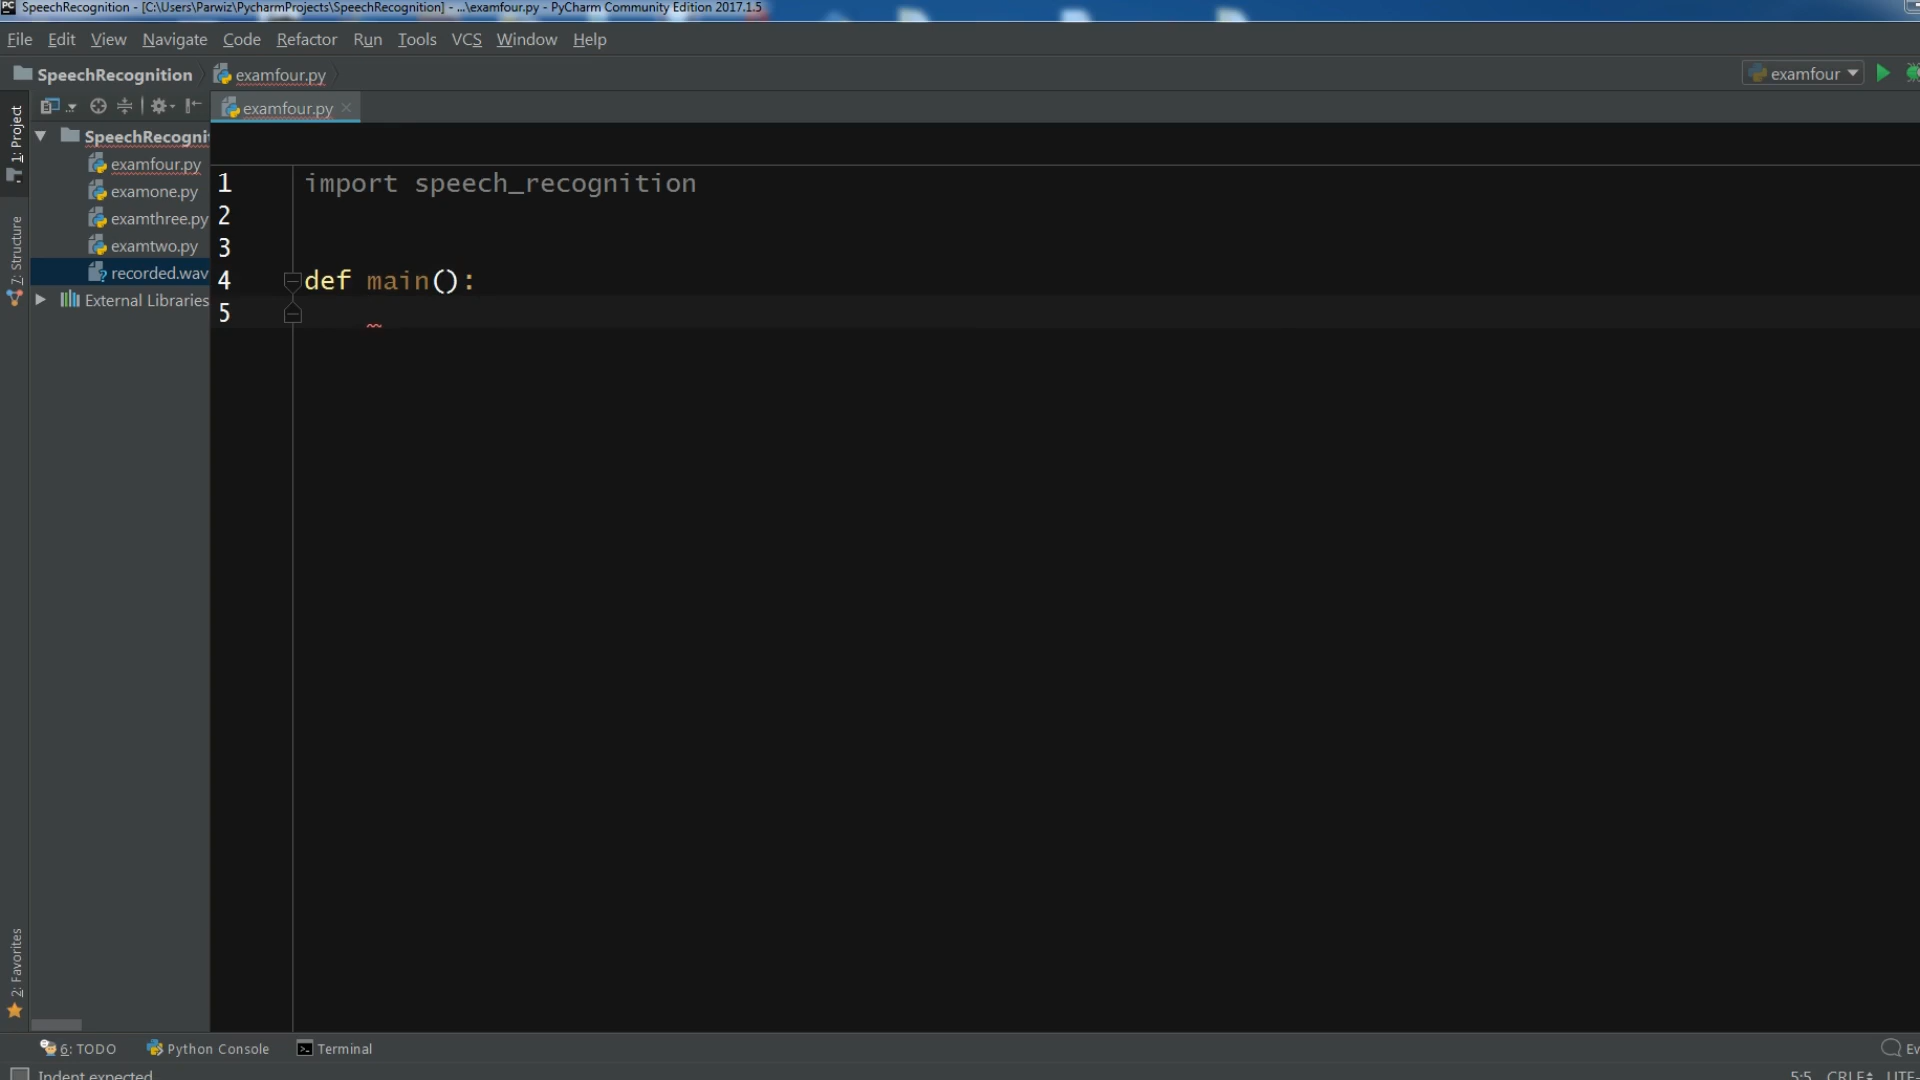 PC SpeechRecognition - [C:\Users\Parwiz\PycharmProjects\SpeechRecognition] - ...\examfour.py - PyCharm Community Edition 2017.1.5
File Edit View Navigate Code Refactor Run Tools VCS Window Help
SpeechRecognition examfour.py examfour
examfour.py
1: Project
SpeechRecogni
examfour.py
examone.py
examthree.py
examtwo.py
recorded.wav
External Libraries
7: Structure
2: Favorites
1 import speech_recognition
2
3
4 def main():
5
6: TODO Python Console Terminal Ev
Indent expected 5:5 CRLF UTF-